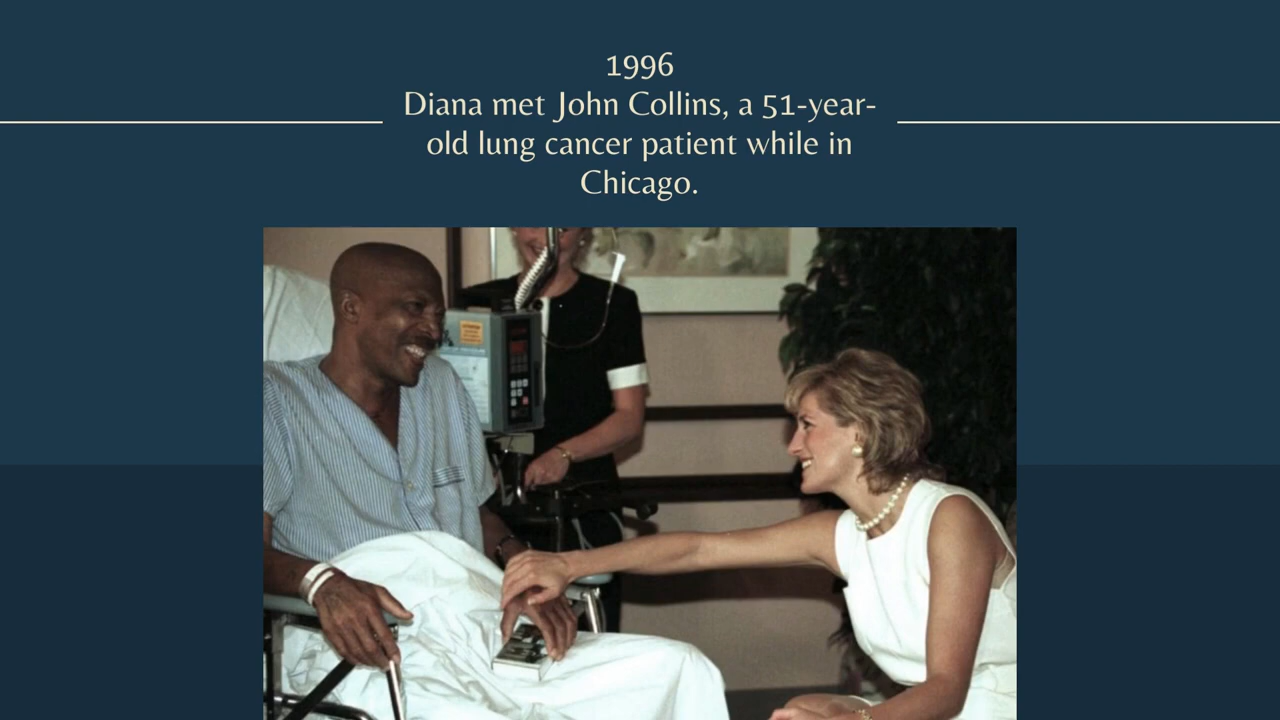 1996
Diana met John Collins, a 51-year-
old lung cancer patient while in
Chicago.